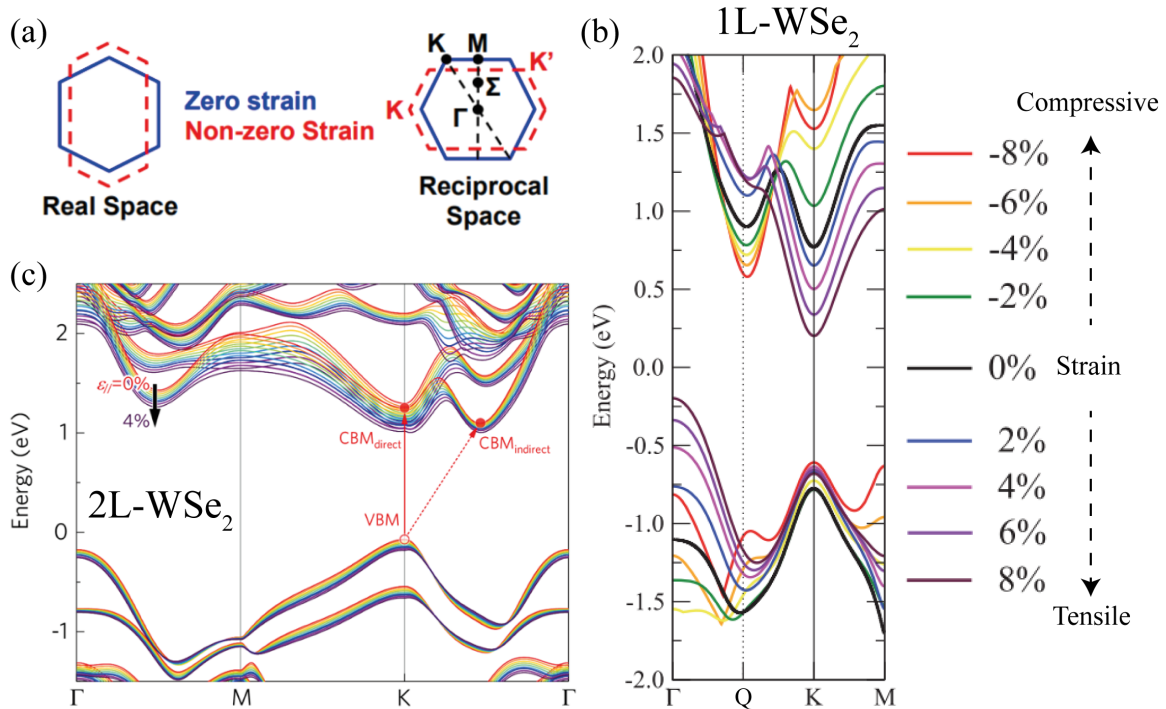 (a)
K
M
K'
Σ
Γ
K
Zero strain
Non-zero Strain
Real Space
Reciprocal
Space
(b)
1L-WSe₂
2.0
1.5
1.0
0.5
0.0
-0.5
-1.0
-1.5
-2.0
Energy (eV)
Γ
Q
K
M
Compressive
-8%
-6%
-4%
-2%
0%
Strain
2%
4%
6%
8%
Tensile
(c)
2
1
0
-1
Energy (eV)
ε//=0%
4%
CBMdirect
CBMindirect
VBM
2L-WSe₂
Γ
M
K
Γ